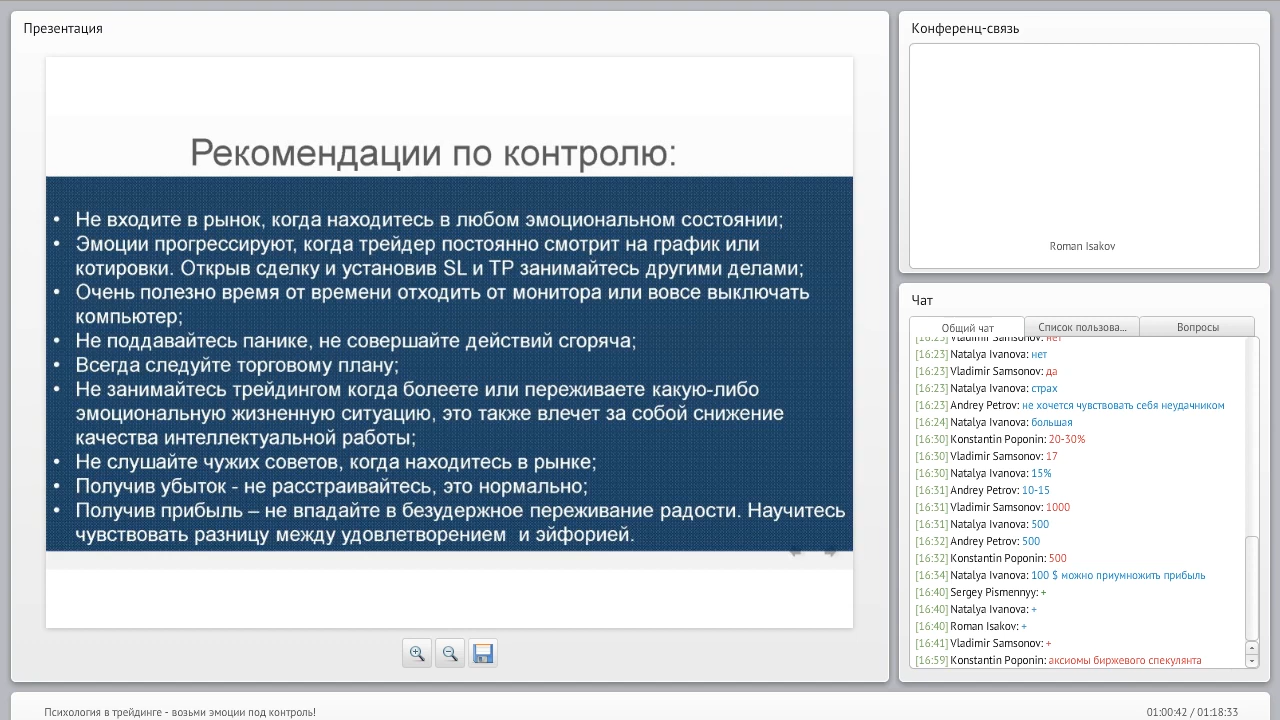 Презентация
Рекомендации по контролю:
• Не входите в рынок, когда находитесь в любом эмоциональном состоянии;
• Эмоции прогрессируют, когда трейдер постоянно смотрит на график или
котировки. Открыв сделку и установив SL и TP занимайтесь другими делами;
• Очень полезно время от времени отходить от монитора или вовсе выключать
компьютер;
• Не поддавайтесь панике, не совершайте действий сгоряча;
• Всегда следуйте торговому плану;
• Не занимайтесь трейдингом когда болеете или переживаете какую-либо
эмоциональную жизненную ситуацию, это также влечет за собой снижение
качества интеллектуальной работы;
• Не слушайте чужих советов, когда находитесь в рынке;
• Получив убыток - не расстраивайтесь, это нормально;
• Получив прибыль – не впадайте в безудержное переживание радости. Научитесь
чувствовать разницу между удовлетворением и эйфорией.
Конференц-связь
Roman Isakov
Чат
Общий чат
Список пользова...
Вопросы
[16:23] Vladimir Samsonov: нет
[16:23] Natalya Ivanova: нет
[16:23] Vladimir Samsonov: да
[16:23] Natalya Ivanova: страх
[16:23] Andrey Petrov: не хочется чувствовать себя неудачником
[16:24] Natalya Ivanova: большая
[16:30] Konstantin Poponin: 20-30%
[16:30] Vladimir Samsonov: 17
[16:30] Natalya Ivanova: 15%
[16:31] Andrey Petrov: 10-15
[16:31] Vladimir Samsonov: 1000
[16:31] Natalya Ivanova: 500
[16:32] Andrey Petrov: 500
[16:32] Konstantin Poponin: 500
[16:34] Natalya Ivanova: 100 $ можно приумножить прибыль
[16:40] Sergey Pismennyy: +
[16:40] Natalya Ivanova: +
[16:40] Roman Isakov: +
[16:41] Vladimir Samsonov: +
[16:59] Konstantin Poponin: аксиомы биржевого спекулянта
Психология в трейдинге - возьми эмоции под контроль!
01:00:42 / 01:18:33